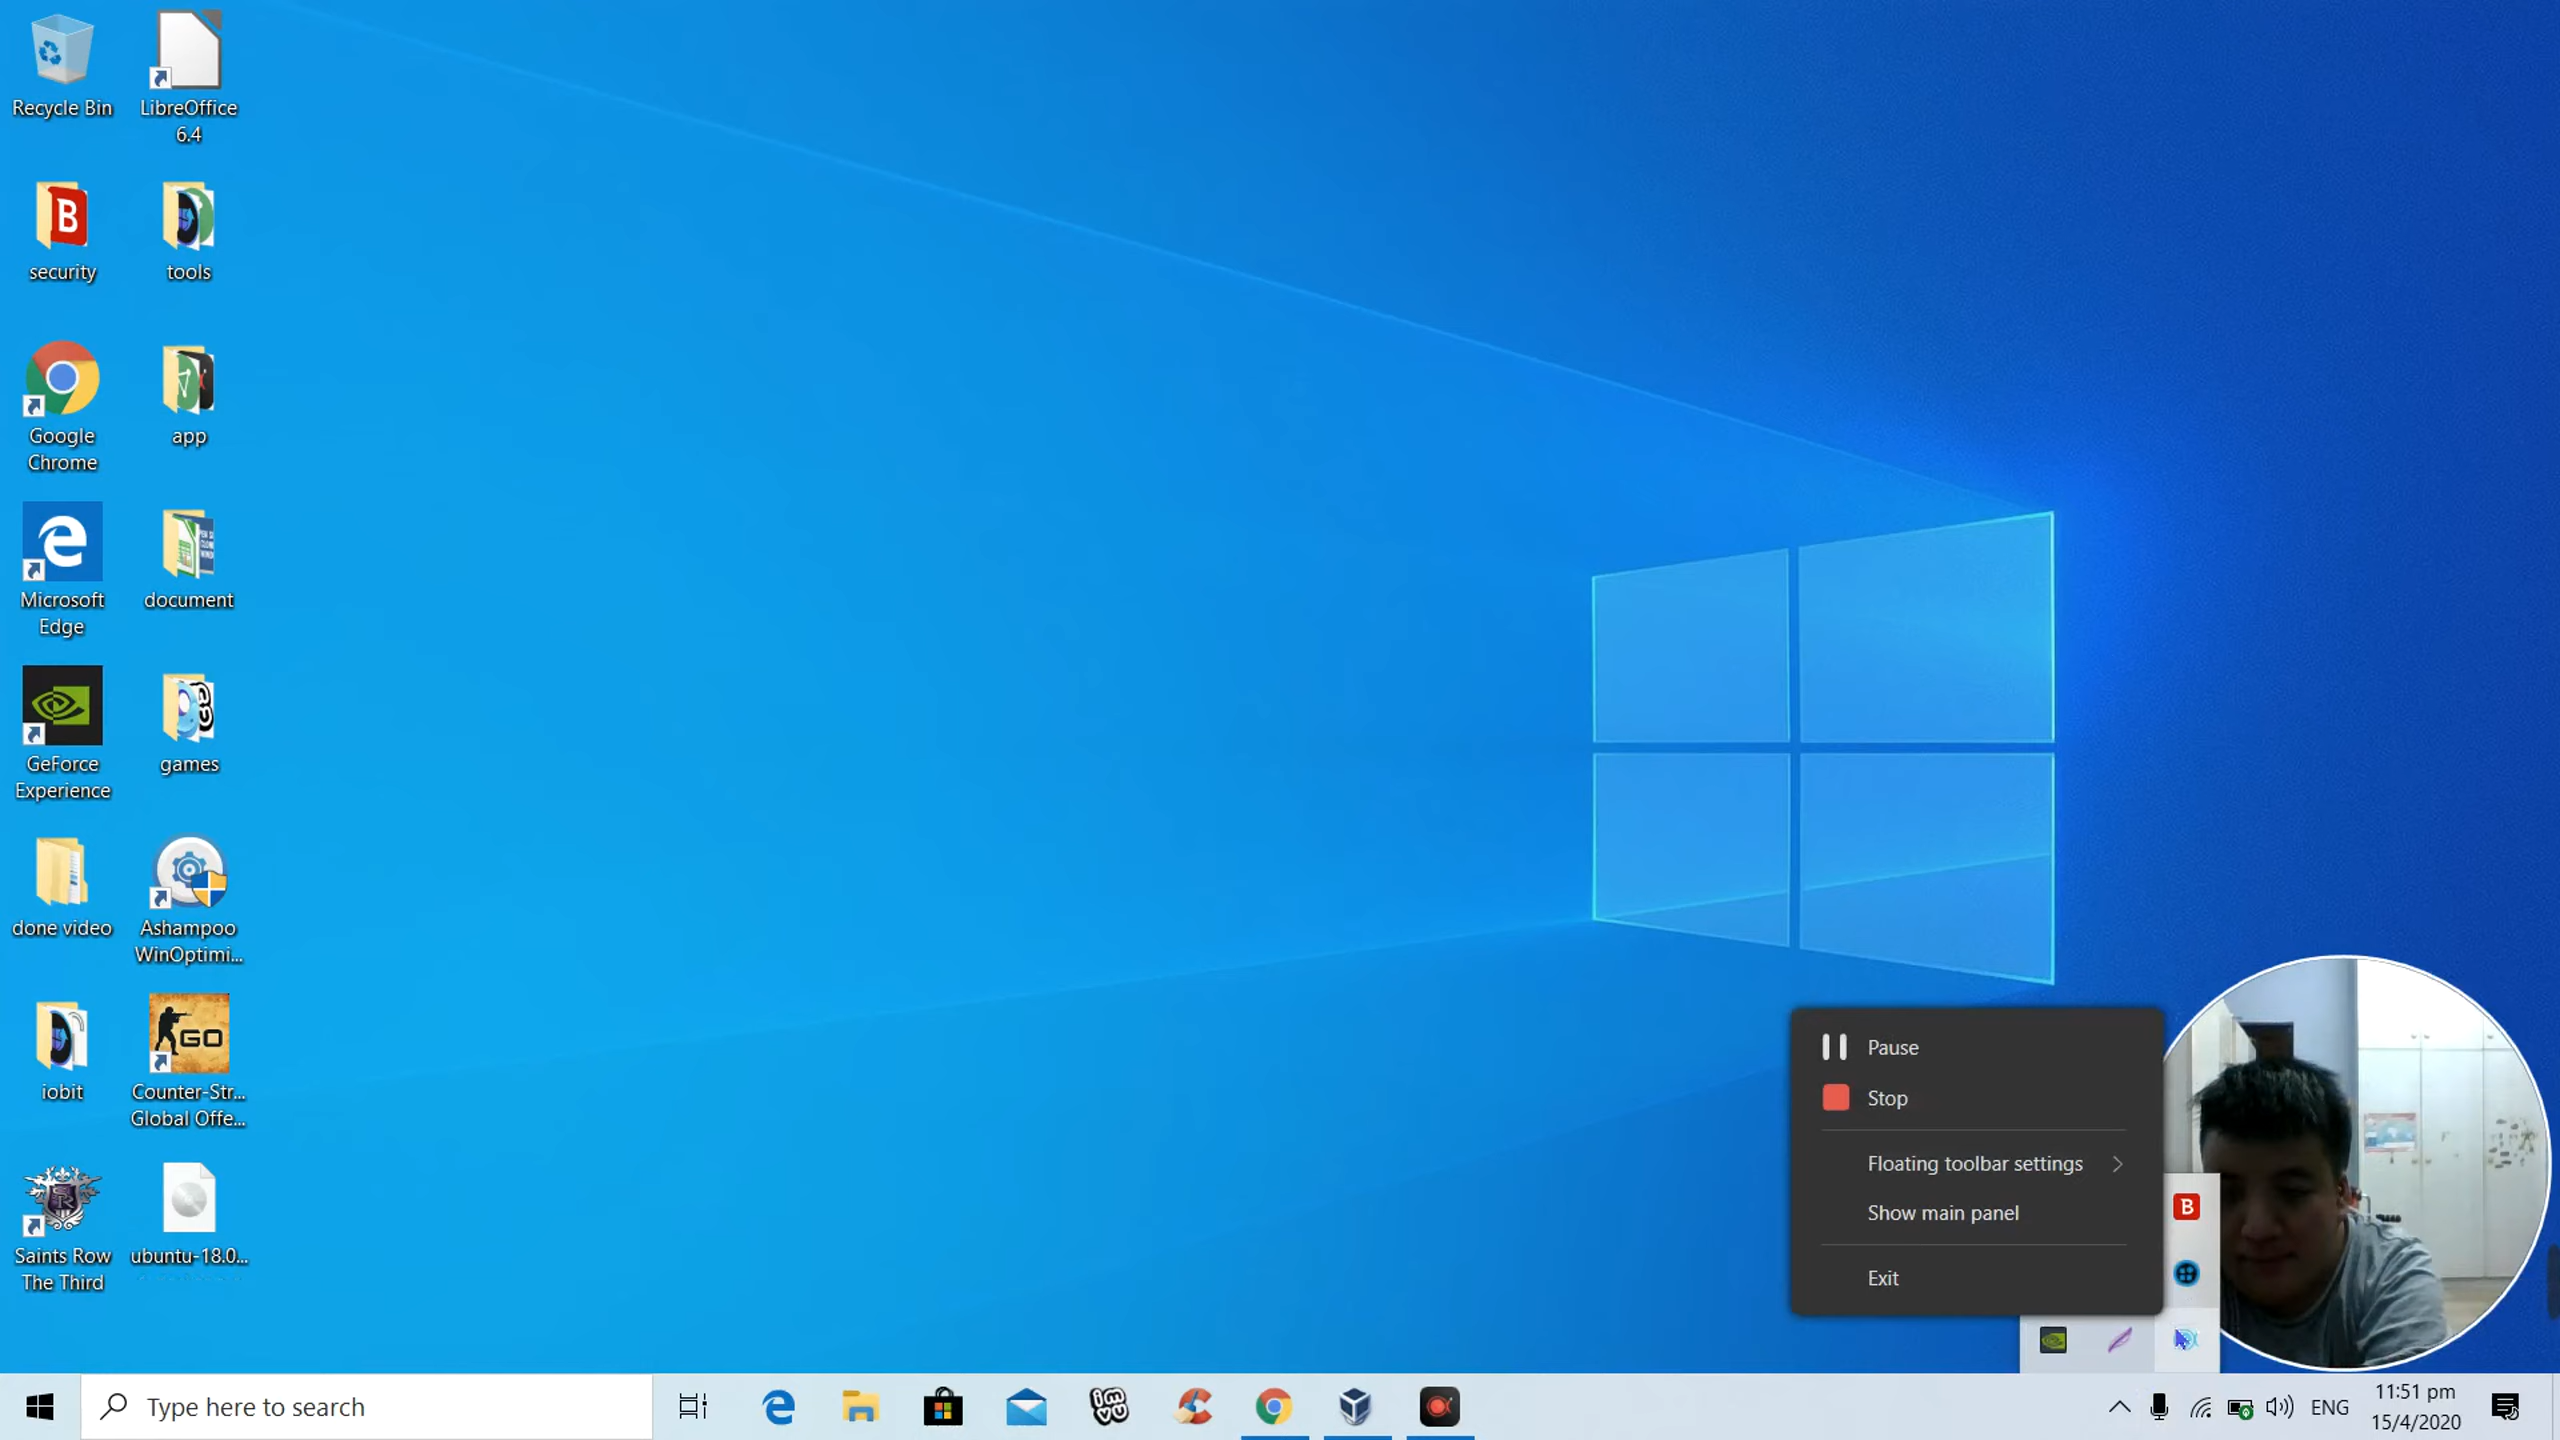 Recycle Bin
LibreOffice
6.4
security
tools
Google
Chrome
app
Microsoft
Edge
document
GeForce
Experience
games
done video
Ashampoo
WinOptimi...
iobit
Counter-Str...
Global Offe...
Saints Row
The Third
ubuntu-18.0...
GO
B
Pause
Stop
Floating toolbar settings
Show main panel
Exit
B
Type here to search
ENG
11:51 pm
15/4/2020